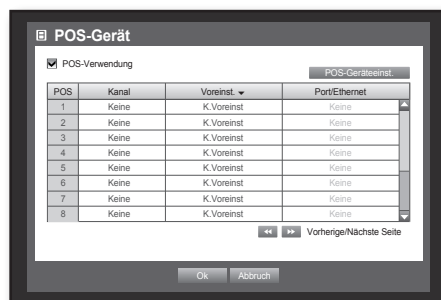 POS-Gerät
POS-Verwendung
POS-Geräteeinst.
POS Kanal Voreinst. Port/Ethernet
1 Keine K.Voreinst Keine
2 Keine K.Voreinst Keine
3 Keine K.Voreinst Keine
4 Keine K.Voreinst Keine
5 Keine K.Voreinst Keine
6 Keine K.Voreinst Keine
7 Keine K.Voreinst Keine
8 Keine K.Voreinst Keine
Vorherige/Nächste Seite
Ok Abbruch